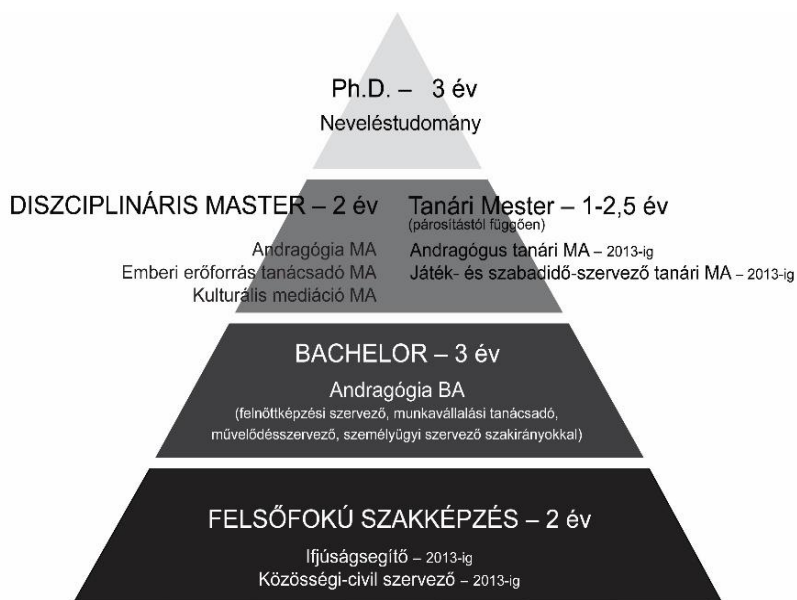 Ph.D. – 3 év
Neveléstudomány
DISZCIPLINÁRIS MASTER – 2 év
Andragógia MA
Emberi erőforrás tanácsadó MA
Kulturális mediáció MA
Tanári Mester – 1-2,5 év
(párosítástól függően)
Andragógus tanári MA – 2013-ig
Játék- és szabadidő-szervező tanári MA – 2013-ig
BACHELOR – 3 év
Andragógia BA
(felnőttképzési szervező, munkavállalási tanácsadó,
művelődésszervező, személyügyi szervező szakirányokkal)
FELSŐFOKÚ SZAKKÉPZÉS – 2 év
Ifjúságsegítő – 2013-ig
Közösségi-civil szervező – 2013-ig